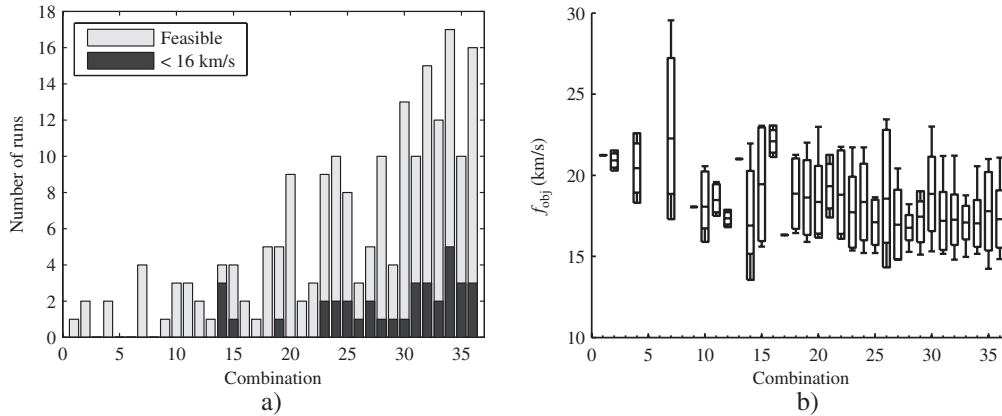 18
16
14
12
10
8
6
4
2
0
Number of runs
Feasible
< 16 km/s
0 5 10 15 20 25 30 35
Combination
a)
30
25
20
15
10
f_obj (km/s)
0 5 10 15 20 25 30 35
Combination
b)